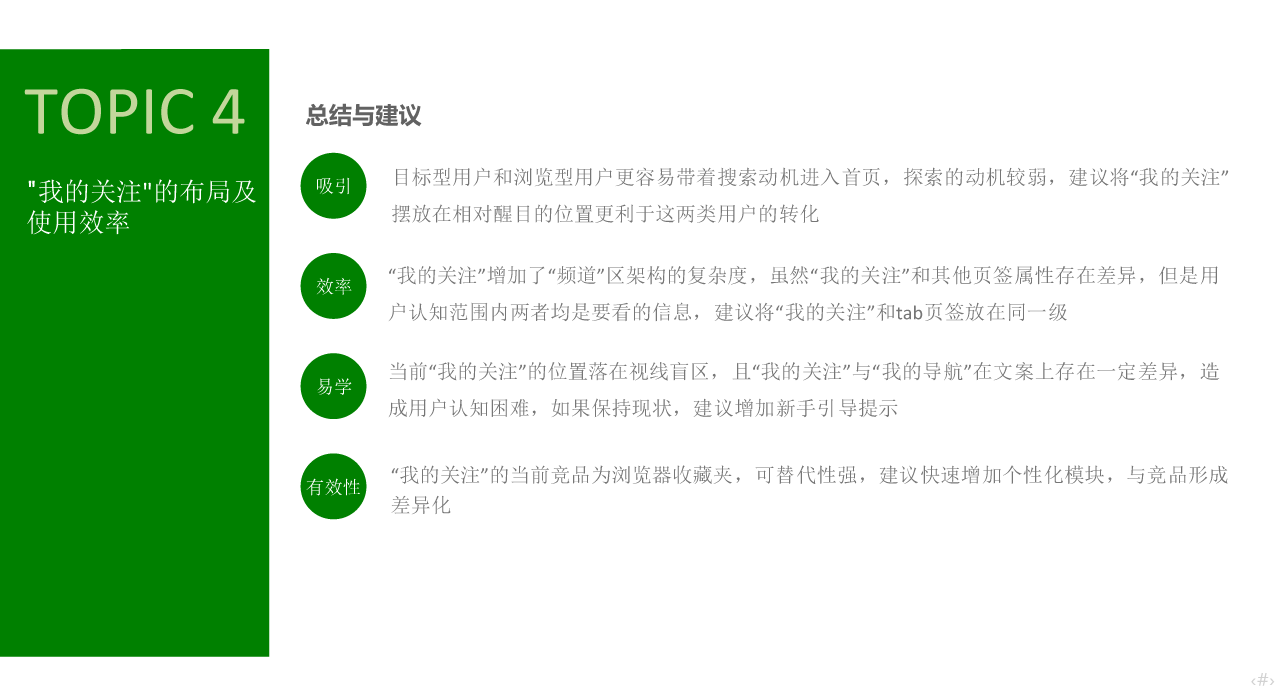 TOPIC 4
"我的关注"的布局及
使用效率
总结与建议
吸引
目标型用户和浏览型用户更容易带着搜索动机进入首页，探索的动机较弱，建议将“我的关注”
摆放在相对醒目的位置更利于这两类用户的转化
效率
“我的关注”增加了“频道”区架构的复杂度，虽然“我的关注”和其他页签属性存在差异，但是用
户认知范围内两者均是要看的信息，建议将“我的关注”和tab页签放在同一级
易学
当前“我的关注”的位置落在视线盲区，且“我的关注”与“我的导航”在文案上存在一定差异，造
成用户认知困难，如果保持现状，建议增加新手引导提示
有效性
“我的关注”的当前竞品为浏览器收藏夹，可替代性强，建议快速增加个性化模块，与竞品形成
差异化
‹#›